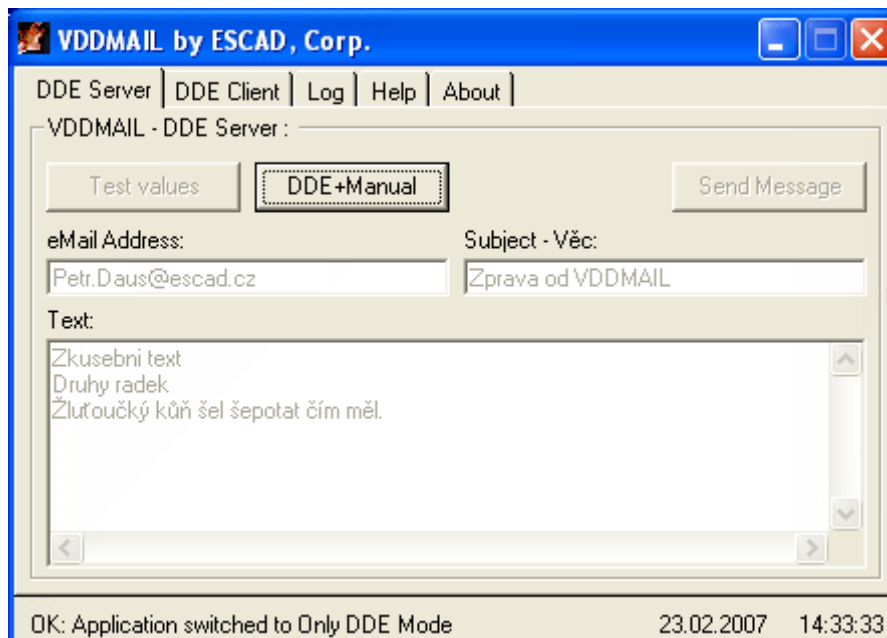 VDDMAIL by ESCAD, Corp.
DDE Server DDE Client Log Help About
VDDMAIL - DDE Server :
Test values DDE+Manual Send Message
eMail Address: Subject - Věc:
Petr.Daus@escad.cz Zprava od VDDMAIL
Text:
Zkusebni text
Druhy radek
Žluťoučký kůň šel šepotat čím měl.
OK: Application switched to Only DDE Mode 23.02.2007 14:33:33